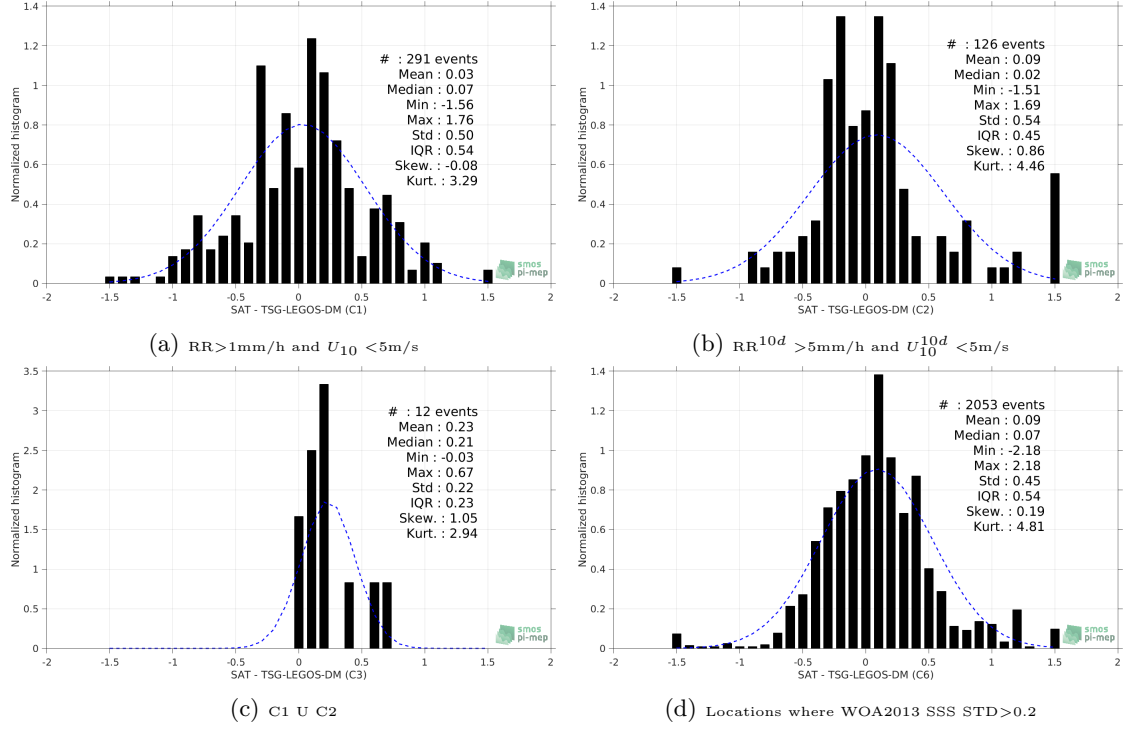 1.4
1.2
1
0.8
0.6
0.4
0.2
0
Normalized histogram
# : 291 events
Mean : 0.03
Median : 0.07
Min : -1.56
Max : 1.76
Std : 0.50
IQR : 0.54
Skew. : -0.08
Kurt. : 3.29
smos
pi-mep
-2 -1.5 -1 -0.5 0 0.5 1 1.5 2
SAT - TSG-LEGOS-DM (C1)
(a) RR>1mm/h and U10 <5m/s
1.4
1.2
1
0.8
0.6
0.4
0.2
0
Normalized histogram
# : 126 events
Mean : 0.09
Median : 0.02
Min : -1.51
Max : 1.69
Std : 0.54
IQR : 0.45
Skew. : 0.86
Kurt. : 4.46
smos
pi-mep
-2 -1.5 -1 -0.5 0 0.5 1 1.5 2
SAT - TSG-LEGOS-DM (C2)
(b) RR^10d >5mm/h and U10^10d <5m/s
3.5
3
2.5
2
1.5
1
0.5
0
Normalized histogram
# : 12 events
Mean : 0.23
Median : 0.21
Min : -0.03
Max : 0.67
Std : 0.22
IQR : 0.23
Skew. : 1.05
Kurt. : 2.94
smos
pi-mep
-2 -1.5 -1 -0.5 0 0.5 1 1.5 2
SAT - TSG-LEGOS-DM (C3)
(c) C1 U C2
1.4
1.2
1
0.8
0.6
0.4
0.2
0
Normalized histogram
# : 2053 events
Mean : 0.09
Median : 0.07
Min : -2.18
Max : 2.18
Std : 0.45
IQR : 0.54
Skew. : 0.19
Kurt. : 4.81
smos
pi-mep
-2 -1.5 -1 -0.5 0 0.5 1 1.5 2
SAT - TSG-LEGOS-DM (C6)
(d) Locations where WOA2013 SSS STD>0.2